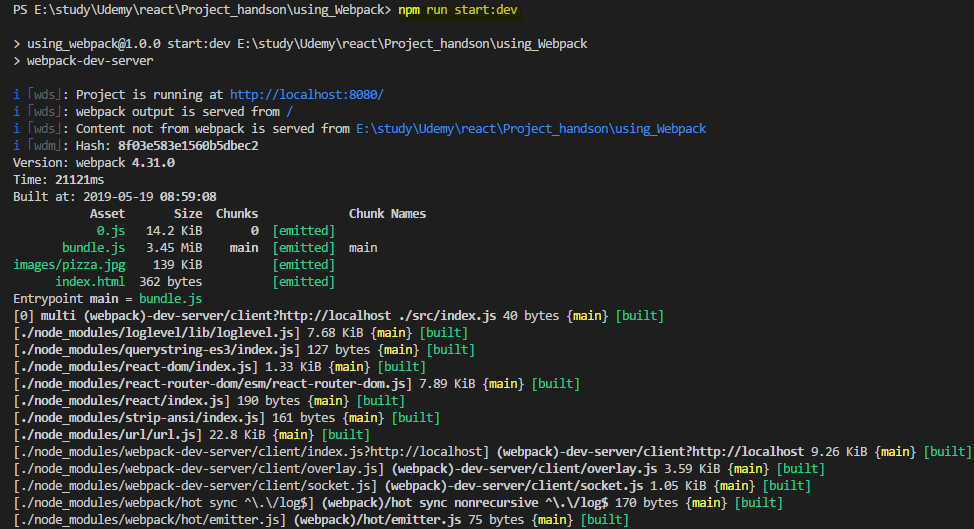 PS E:\study\Udemy\react\Project_handson\using_Webpack> npm run start:dev
> using_webpack@1.0.0 start:dev E:\study\Udemy\react\Project_handson\using_Webpack
> webpack-dev-server
i ｢wds｣: Project is running at http://localhost:8080/
i ｢wds｣: webpack output is served from /
i ｢wds｣: Content not from webpack is served from E:\study\Udemy\react\Project_handson\using_Webpack
i ｢wdm｣: Hash: 8f03e583e1560b5dbec2
Version: webpack 4.31.0
Time: 21121ms
Built at: 2019-05-19 08:59:08
Asset Size Chunks Chunk Names
0.js 14.2 KiB 0 [emitted]
bundle.js 3.45 MiB main [emitted] main
images/pizza.jpg 139 KiB [emitted]
index.html 362 bytes [emitted]
Entrypoint main = bundle.js
[0] multi (webpack)-dev-server/client?http://localhost ./src/index.js 40 bytes {main} [built]
[./node_modules/loglevel/lib/loglevel.js] 7.68 KiB {main} [built]
[./node_modules/querystring-es3/index.js] 127 bytes {main} [built]
[./node_modules/react-dom/index.js] 1.33 KiB {main} [built]
[./node_modules/react-router-dom/esm/react-router-dom.js] 7.89 KiB {main} [built]
[./node_modules/react/index.js] 190 bytes {main} [built]
[./node_modules/strip-ansi/index.js] 161 bytes {main} [built]
[./node_modules/url/url.js] 22.8 KiB {main} [built]
[./node_modules/webpack-dev-server/client/index.js?http://localhost] (webpack)-dev-server/client?http://localhost 9.26 KiB {main} [built]
[./node_modules/webpack-dev-server/client/overlay.js] (webpack)-dev-server/client/overlay.js 3.59 KiB {main} [built]
[./node_modules/webpack-dev-server/client/socket.js] (webpack)-dev-server/client/socket.js 1.05 KiB {main} [built]
[./node_modules/webpack/hot sync ^\.\/log$] (webpack)/hot sync nonrecursive ^\.\/log$ 170 bytes {main} [built]
[./node_modules/webpack/hot/emitter.js] (webpack)/hot/emitter.js 75 bytes {main} [built]